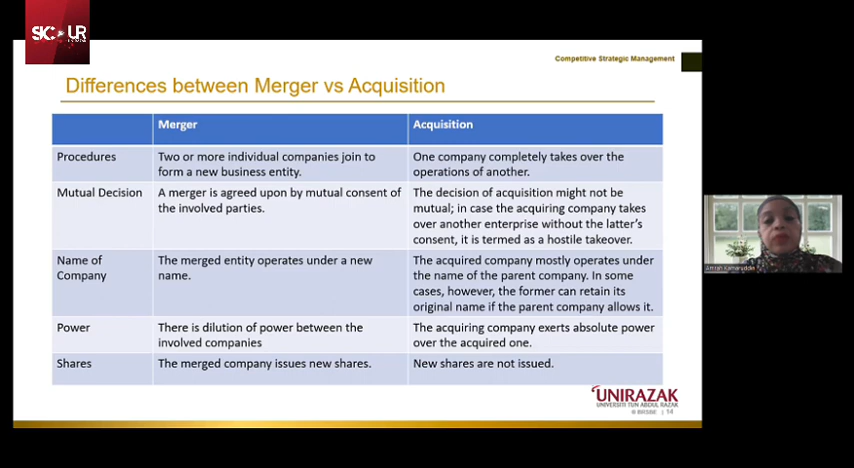 SIC UR
Competitive Strategic Management
Differences between Merger vs Acquisition
Merger
Acquisition
Procedures
Two or more individual companies join to
form a new business entity.
One company completely takes over the
operations of another.
Mutual Decision
A merger is agreed upon by mutual consent of
the involved parties.
The decision of acquisition might not be
mutual; in case the acquiring company takes
over another enterprise without the latter's
consent, it is termed as a hostile takeover.
Name of
Company
The merged entity operates under a new
name.
The acquired company mostly operates under
the name of the parent company. In some
cases, however, the former can retain its
original name if the parent company allows it.
Power
There is dilution of power between the
involved companies
The acquiring company exerts absolute power
over the acquired one.
Shares
The merged company issues new shares.
New shares are not issued.
UNIRAZAK
UNIVERSITI TUN ABDUL RAZAK
| 14